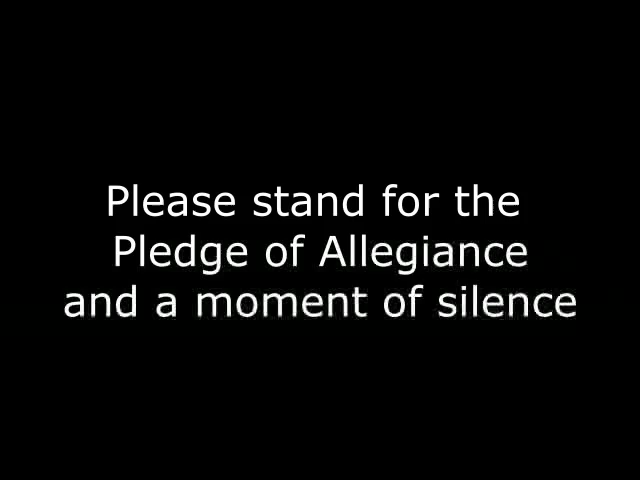 Please stand for the
Pledge of Allegiance
and a moment of silence